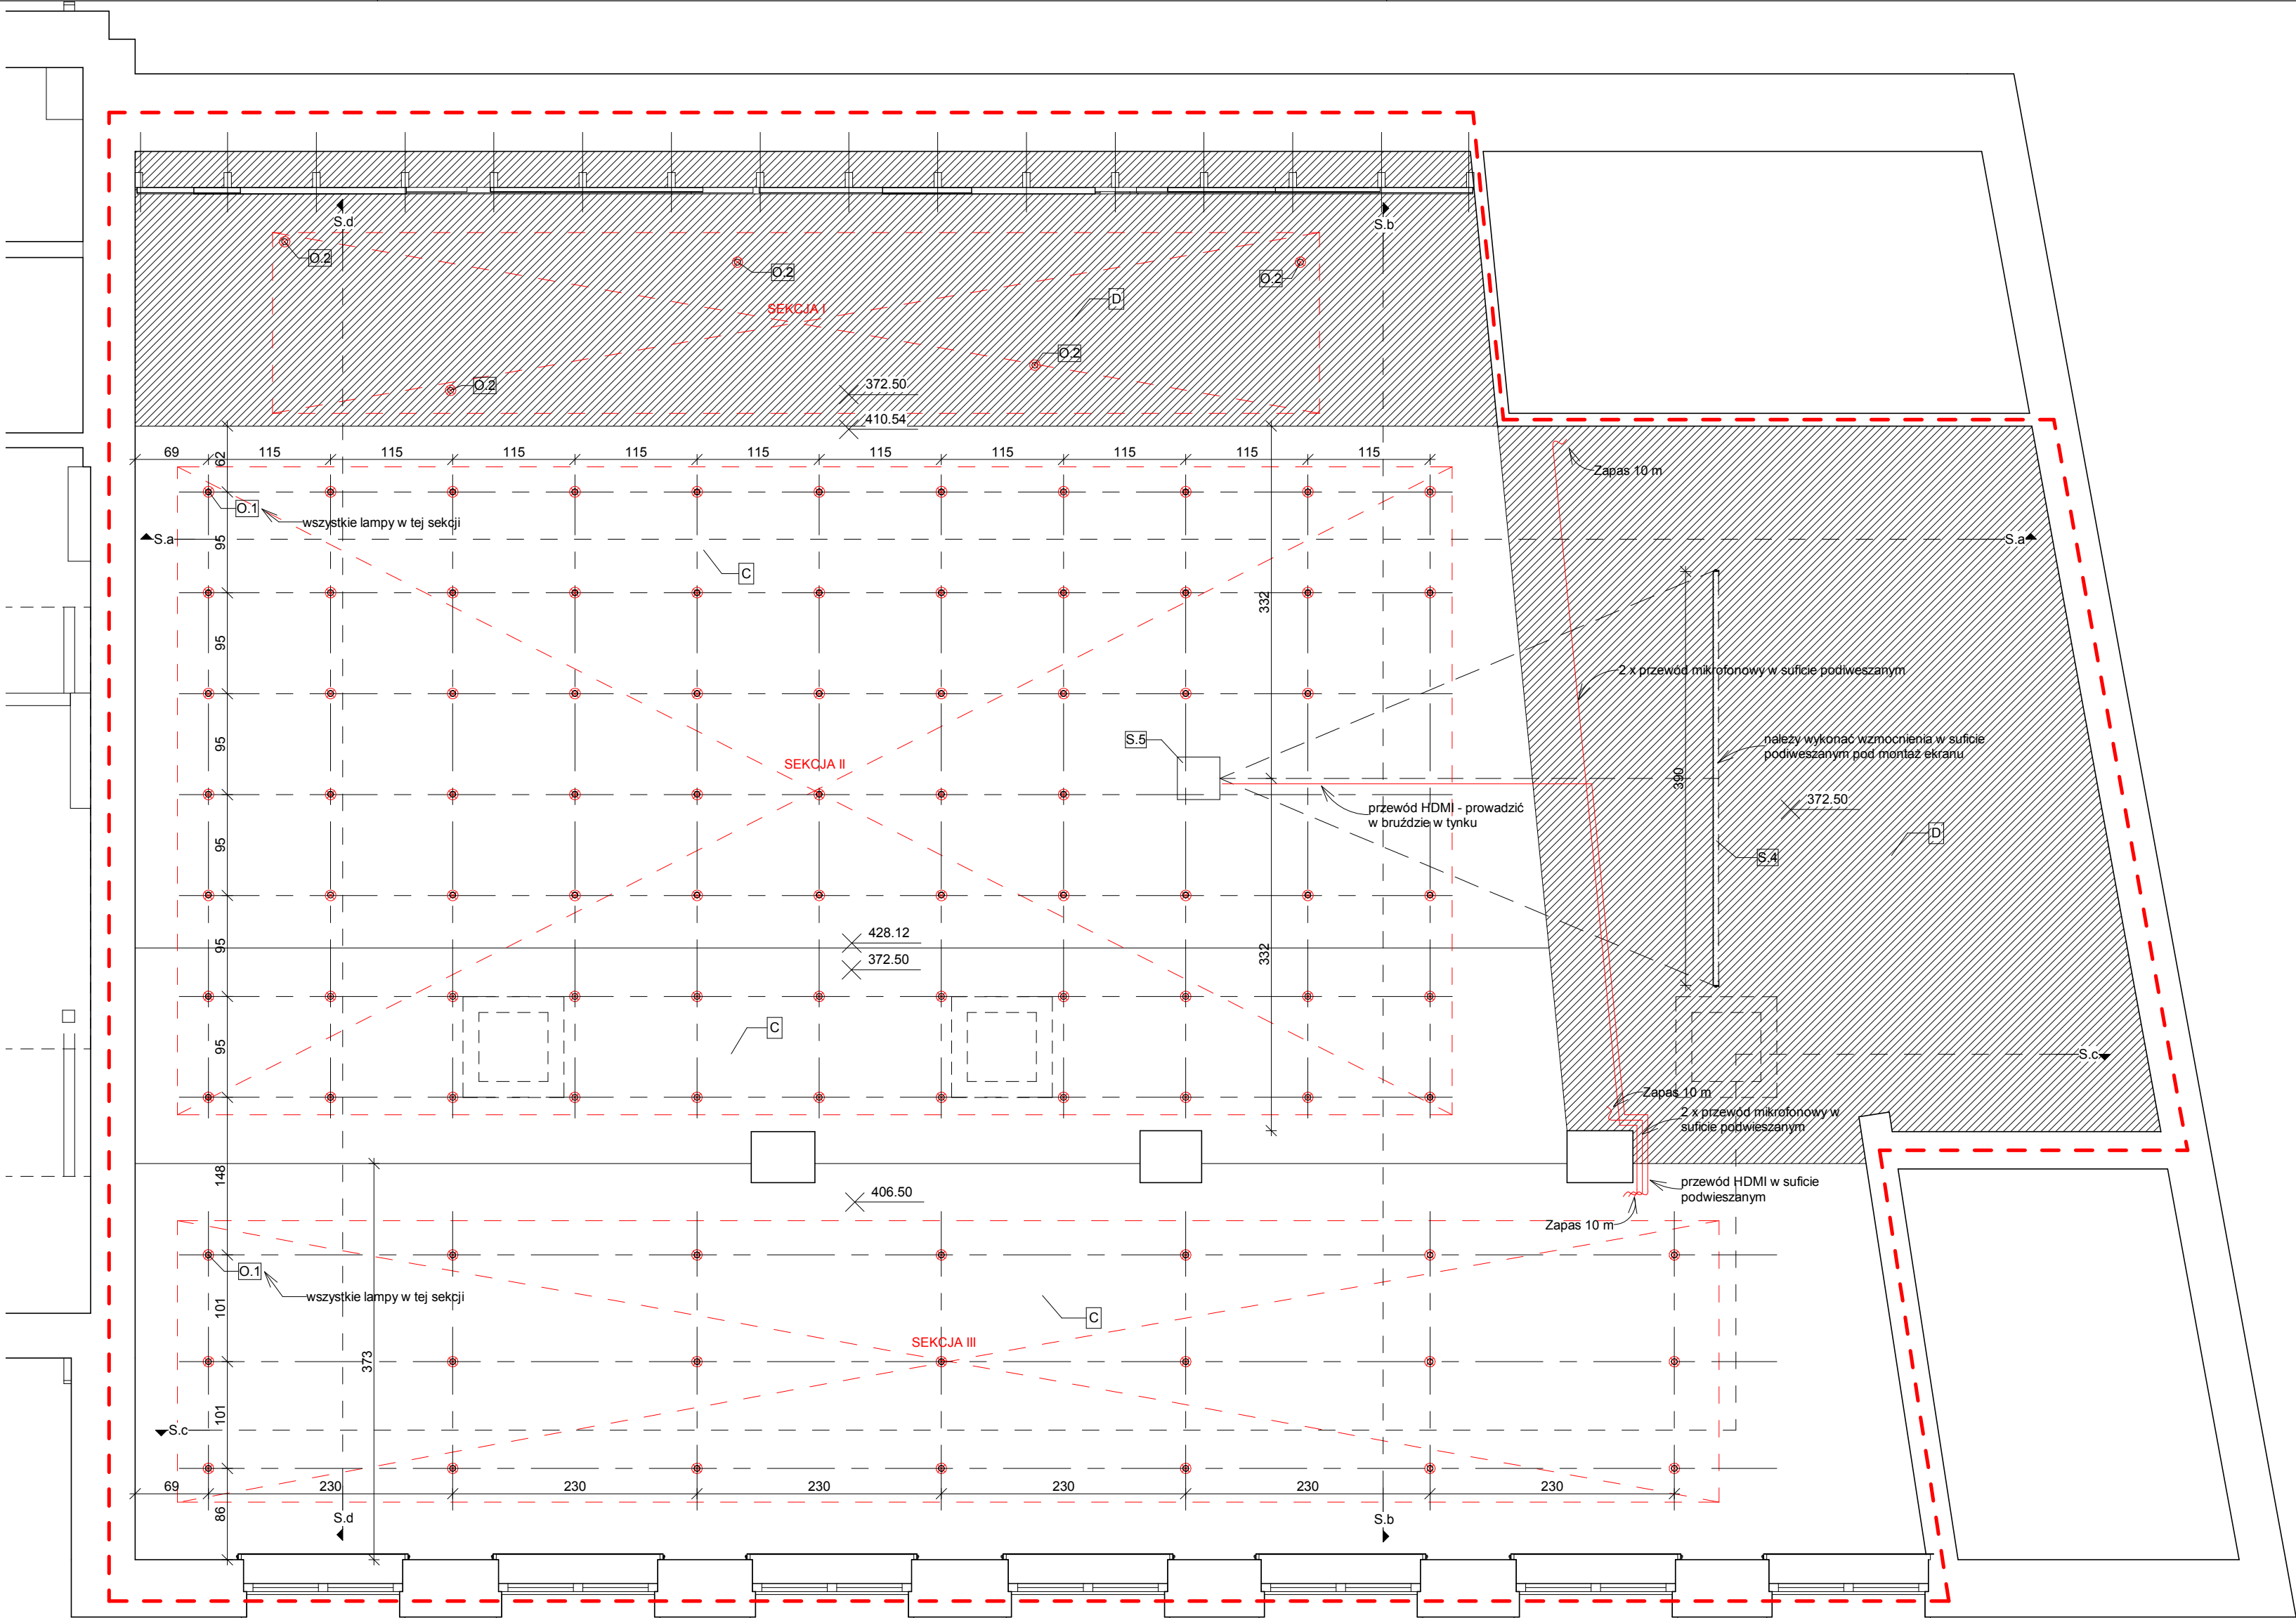 S.d
S.b
O.2
O.2
O.2
D
SEKCJA I
O.2
O.2
372.50
410.54
69
62
115
115
115
115
115
115
115
115
115
115
Zapas 10 m
O.1
wszystkie lampy w tej sekcji
S.a
S.a
95
C
332
95
2 x przewód mikrofonowy w suficie podiweszanym
95
S.5
SEKCJA II
należy wykonać wzmocnienia w suficie
podiweszanym pod montaż ekranu
390
372.50
przewód HDMI - prowadzić
w bruździe w tynku
95
D
S.4
428.12
95
332
372.50
C
95
S.c
Zapas 10 m
2 x przewód mikrofonowy w
suficie podwieszanym
148
406.50
przewód HDMI w suficie
podwieszanym
Zapas 10 m
O.1
wszystkie lampy w tej sekcji
101
C
SEKCJA III
373
101
S.c
69
230
230
230
230
230
230
86
S.d
S.b